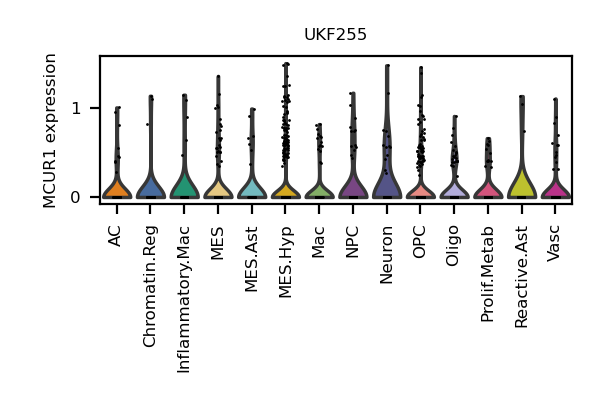 UKF255
MCUR1 expression
1
0
AC
Chromatin.Reg
Inflammatory.Mac
MES
MES.Ast
MES.Hyp
Mac
NPC
Neuron
OPC
Oligo
Prolif.Metab
Reactive.Ast
Vasc